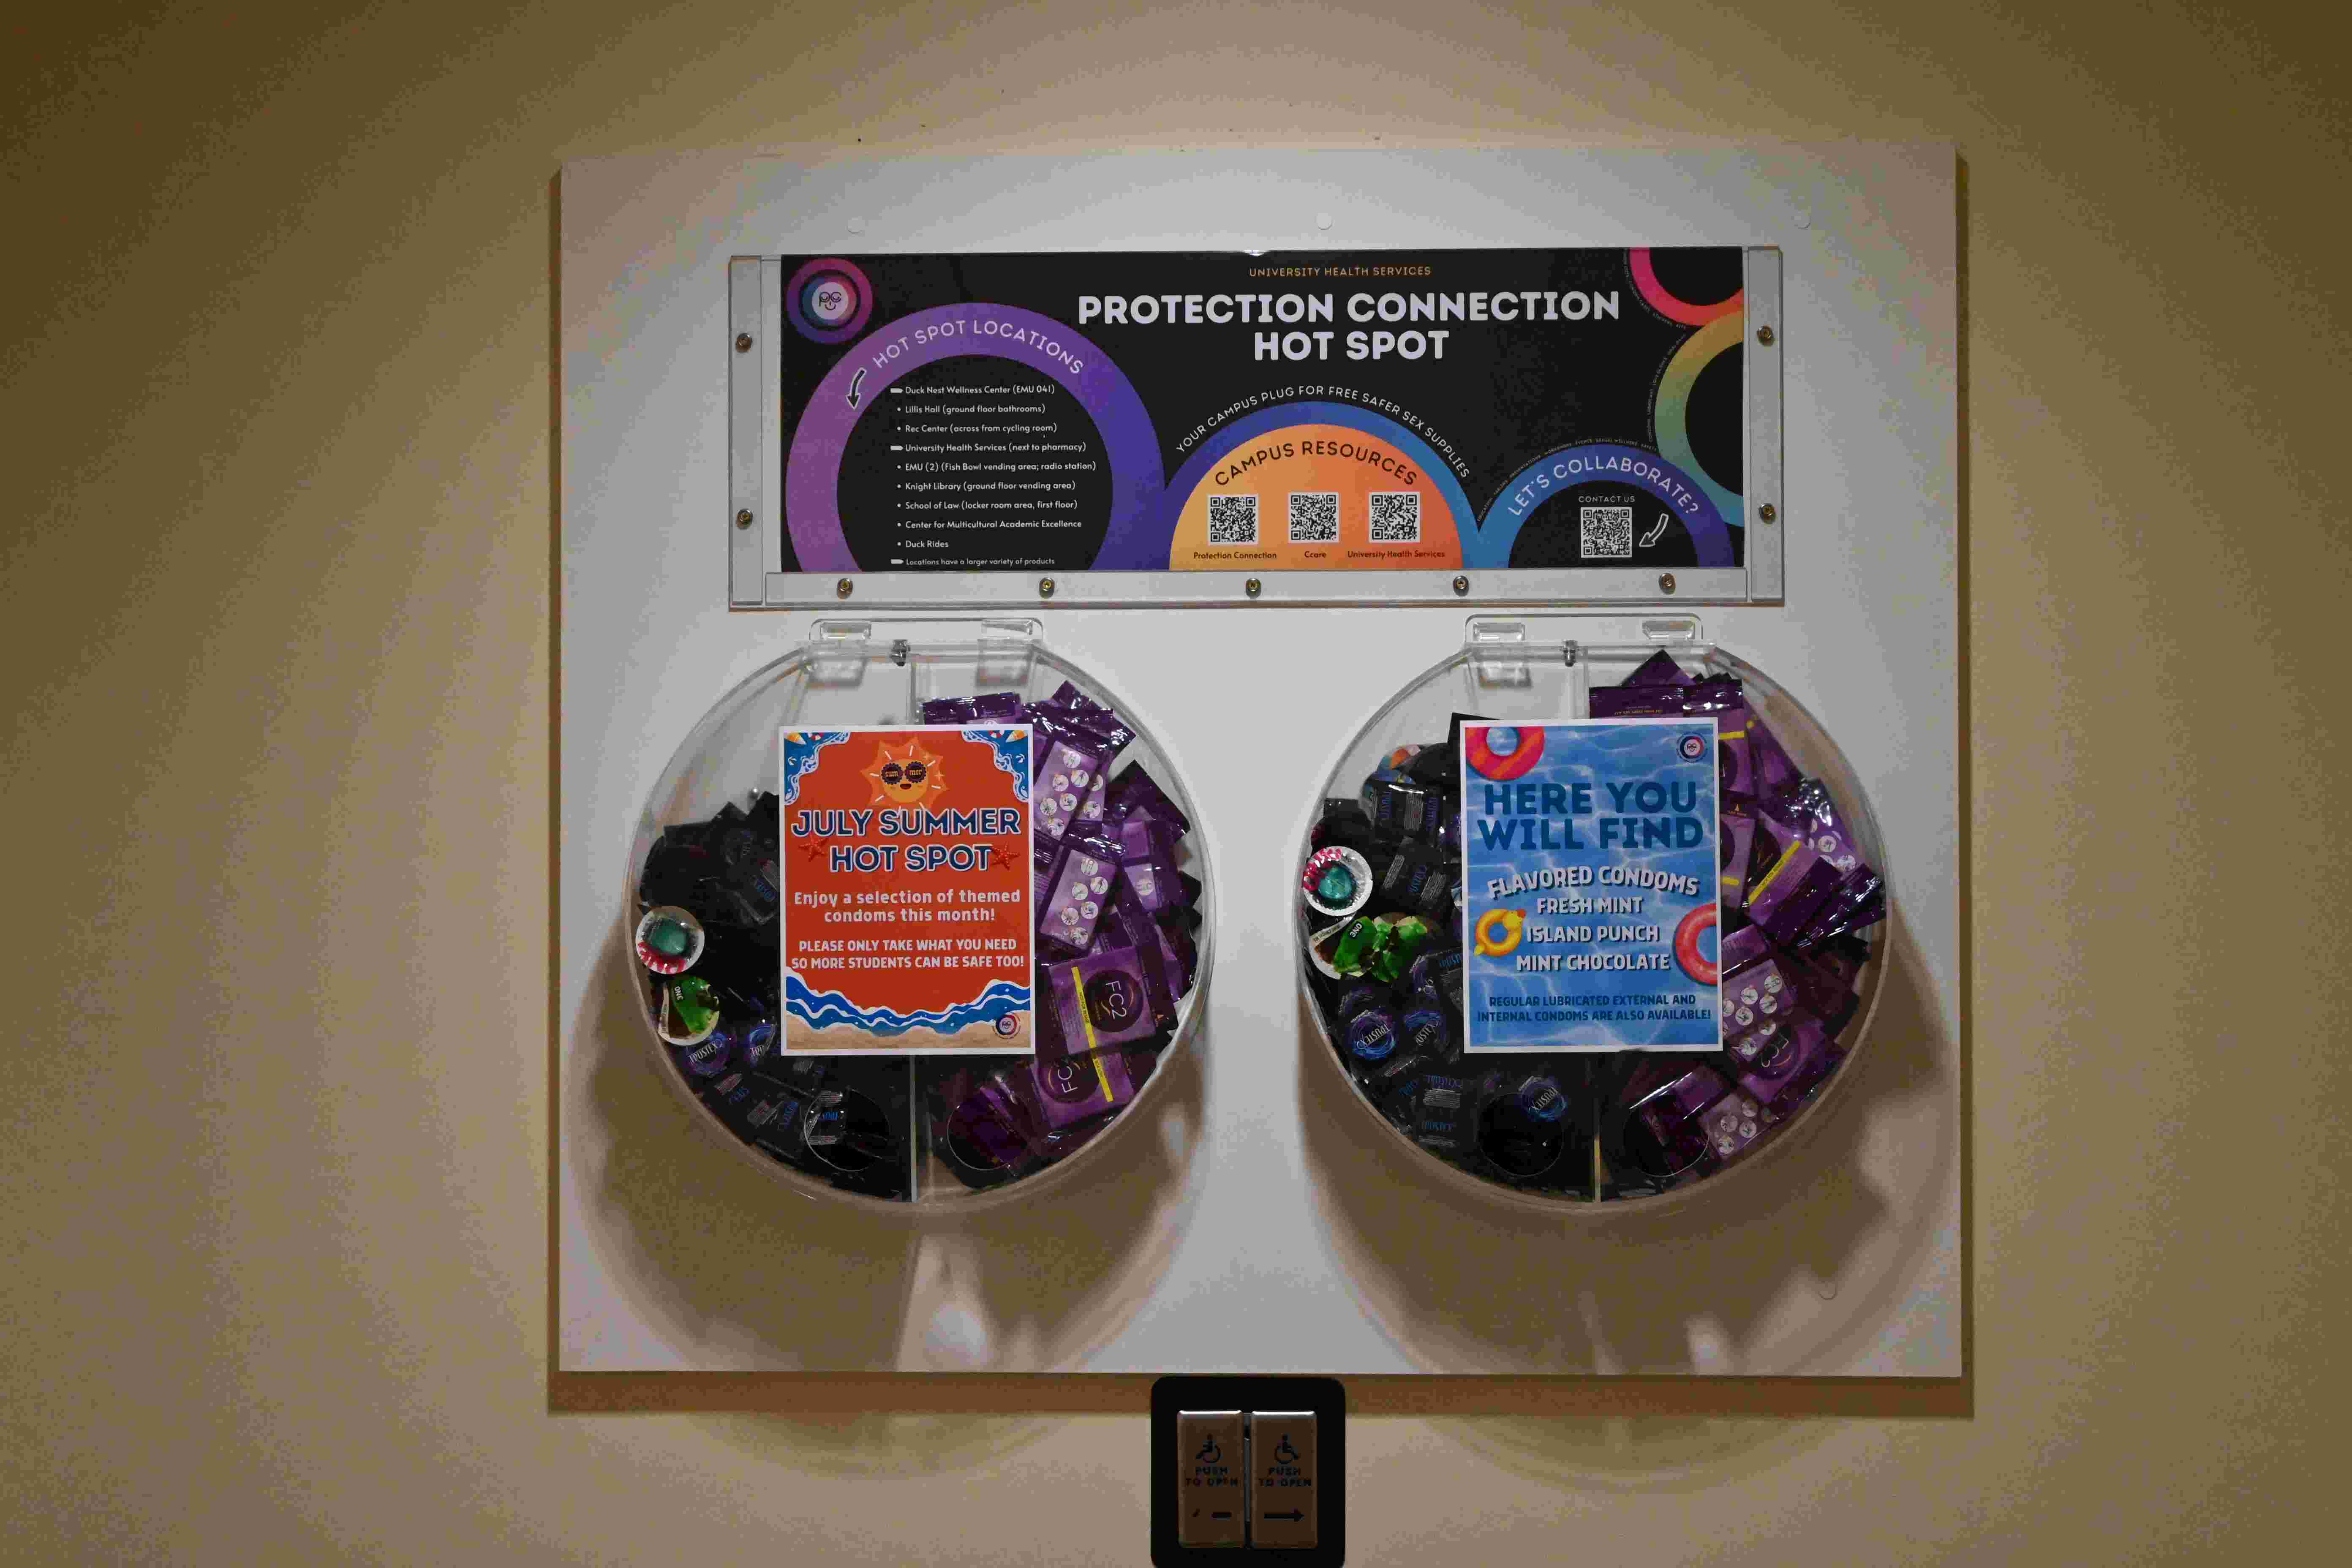 UNIVERSITY HEALTH SERVICES
PROTECTION CONNECTION
HOT SPOT
HOT SPOT LOCATIONS
Duck Nest Wellness Center (EMU 041)
Lillis Hall (ground floor bathrooms)
Rec Center (across from cycling room)
University Health Services (next to pharmacy)
EMU (2) (Fish Bowl vending area; radio station)
Knight Library (ground floor vending area)
School of Law (locker room area, first floor)
Center for Multicultural Academic Excellence
Duck Rides
Locations have a larger variety of products
YOUR CAMPUS PLUG FOR FREE SAFER SEX SUPPLIES
CAMPUS RESOURCES
Protection Connection
Ccare
University Health Services
LET'S COLLABORATE?
CONTACT US
JULY SUMMER
HOT SPOT
Enjoy a selection of themed
condoms this month!
PLEASE ONLY TAKE WHAT YOU NEED
SO MORE STUDENTS CAN BE SAFE TOO!
HERE YOU
WILL FIND
FLAVORED CONDOMS
FRESH MINT
ISLAND PUNCH
MINT CHOCOLATE
REGULAR LUBRICATED EXTERNAL AND
INTERNAL CONDOMS ARE ALSO AVAILABLE!
ONE
TRUSTEX
FC2
ONE
TRUSTEX
TRUSTEX
FC2
PUSH
TO OPEN
PUSH
TO OPEN